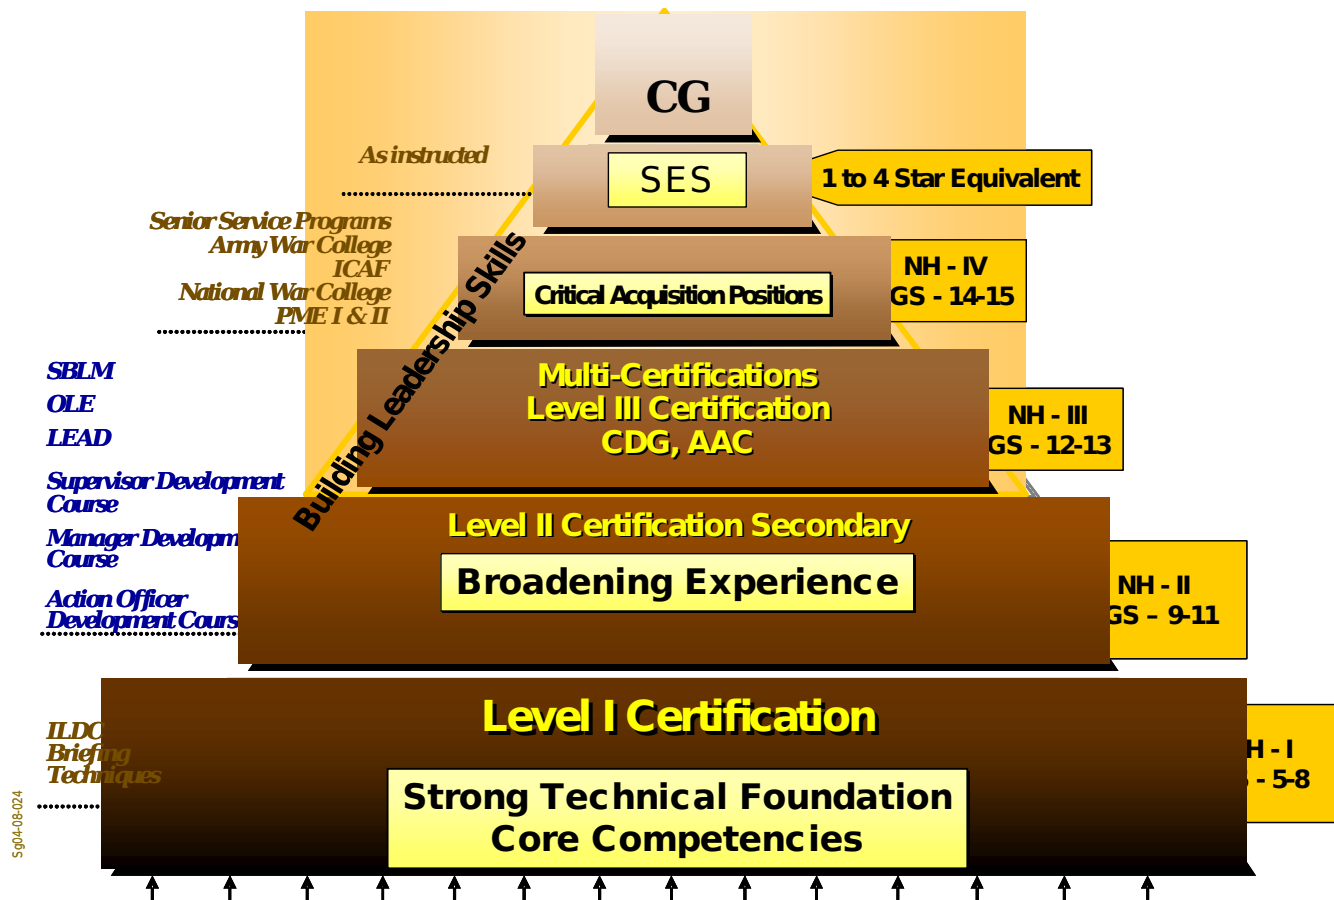 CG
As instructed
SES
1 to 4 Star Equivalent
Senior Service Programs
Army War College
ICAF
National War College
PME I & II
Building Leadership Skills
Critical Acquisition Positions
NH - IV
GS - 14-15
SBLM
OLE
LEAD
Multi-Certifications
Level III Certification
CDG, AAC
NH - III
GS - 12-13
Supervisor Development
Course
Manager Developm
Course
Action Officer
Development Cours
Level II Certification Secondary
Broadening Experience
NH - II
GS – 9-11
Level I Certification
ILDC
Briefing
Techniques
Strong Technical Foundation
Core Competencies
H - I
- 5-8
Sg04-08-024